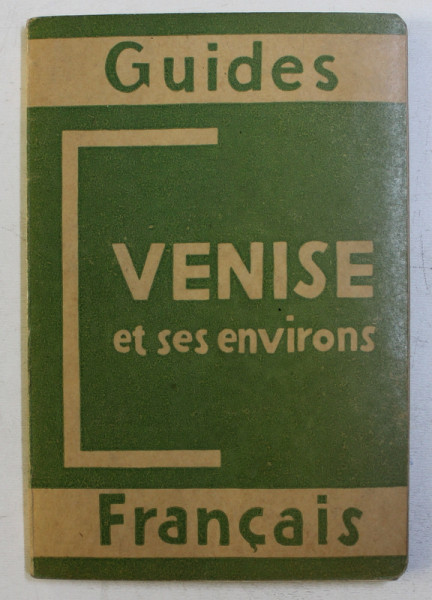 Guides
VENISE
et ses environs
Français